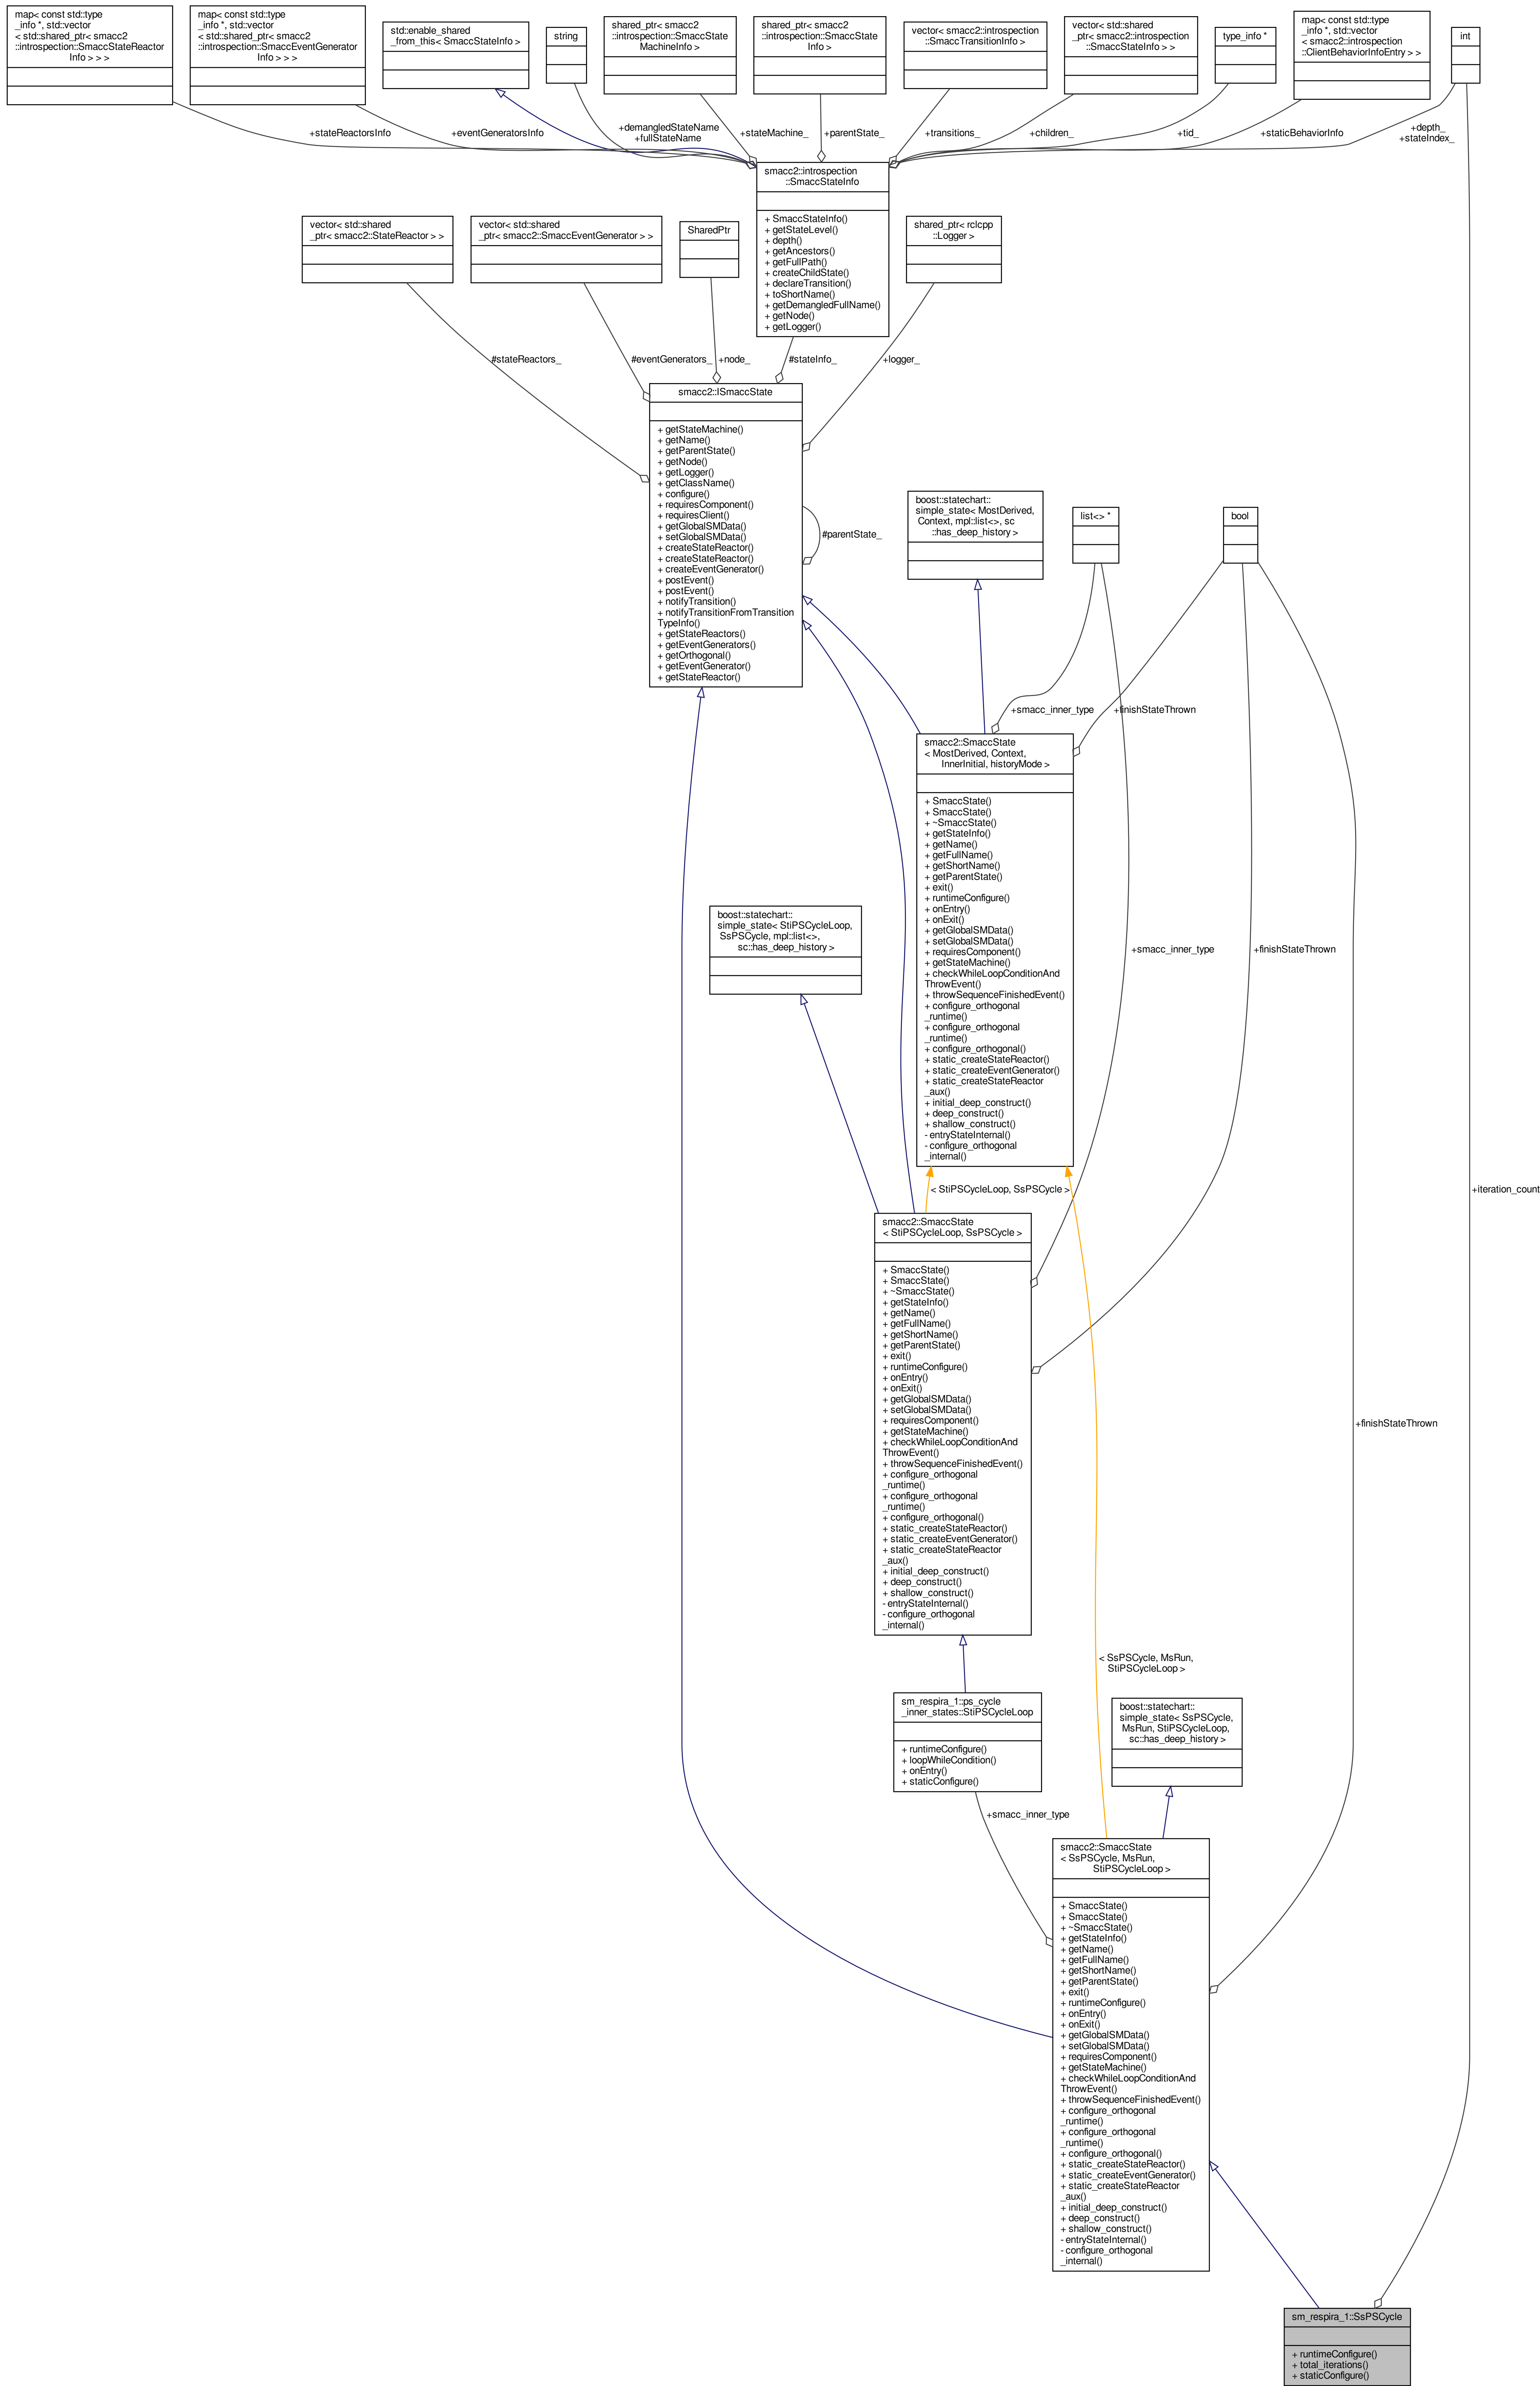 map< const std::type
_info *, std::vector
< std::shared_ptr< smacc2
::introspection::SmaccStateReactor
Info > > >
map< const std::type
_info *, std::vector
< std::shared_ptr< smacc2
::introspection::SmaccEventGenerator
Info > > >
std::enable_shared
_from_this< SmaccStateInfo >
string
shared_ptr< smacc2
::introspection::SmaccState
MachineInfo >
shared_ptr< smacc2
::introspection::SmaccState
Info >
vector< smacc2::introspection
::SmaccTransitionInfo >
vector< std::shared
_ptr< smacc2::introspection
::SmaccStateInfo > >
type_info *
map< const std::type
_info *, std::vector
< smacc2::introspection
::ClientBehaviorInfoEntry > >
int
+stateReactorsInfo
+eventGeneratorsInfo
+demangledStateName
+fullStateName
+stateMachine_
+parentState_
+transitions_
+children_
+tid_
+staticBehaviorInfo
+depth_
+stateIndex_
smacc2::introspection
::SmaccStateInfo
+ SmaccStateInfo()
+ getStateLevel()
+ depth()
+ getAncestors()
+ getFullPath()
+ createChildState()
+ declareTransition()
+ toShortName()
+ getDemangledFullName()
+ getNode()
+ getLogger()
vector< std::shared
_ptr< smacc2::StateReactor > >
vector< std::shared
_ptr< smacc2::SmaccEventGenerator > >
SharedPtr
shared_ptr< rclcpp
::Logger >
#stateReactors_
#eventGenerators_
+node_
#stateInfo_
+logger_
smacc2::ISmaccState
+ getStateMachine()
+ getName()
+ getParentState()
+ getNode()
+ getLogger()
+ getClassName()
+ configure()
+ requiresComponent()
+ requiresClient()
+ getGlobalSMData()
+ setGlobalSMData()
+ createStateReactor()
+ createStateReactor()
+ createEventGenerator()
+ postEvent()
+ postEvent()
+ notifyTransition()
+ notifyTransitionFromTransition
TypeInfo()
+ getStateReactors()
+ getEventGenerators()
+ getOrthogonal()
+ getEventGenerator()
+ getStateReactor()
#parentState_
boost::statechart::
simple_state< MostDerived,
Context, mpl::list<>, sc
::has_deep_history >
list<> *
bool
+smacc_inner_type
+finishStateThrown
smacc2::SmaccState
< MostDerived, Context,
InnerInitial, historyMode >
+ SmaccState()
+ SmaccState()
+ ~SmaccState()
+ getStateInfo()
+ getName()
+ getFullName()
+ getShortName()
+ getParentState()
+ exit()
+ runtimeConfigure()
+ onEntry()
+ onExit()
+ getGlobalSMData()
+ setGlobalSMData()
+ requiresComponent()
+ getStateMachine()
+ checkWhileLoopConditionAnd
ThrowEvent()
+ throwSequenceFinishedEvent()
+ configure_orthogonal
_runtime()
+ configure_orthogonal
_runtime()
+ configure_orthogonal()
+ static_createStateReactor()
+ static_createEventGenerator()
+ static_createStateReactor
_aux()
+ initial_deep_construct()
+ deep_construct()
+ shallow_construct()
- entryStateInternal()
- configure_orthogonal
_internal()
boost::statechart::
simple_state< StiPSCycleLoop,
SsPSCycle, mpl::list<>,
sc::has_deep_history >
+smacc_inner_type
+finishStateThrown
+iteration_count
< StiPSCycleLoop, SsPSCycle >
smacc2::SmaccState
< StiPSCycleLoop, SsPSCycle >
+ SmaccState()
+ SmaccState()
+ ~SmaccState()
+ getStateInfo()
+ getName()
+ getFullName()
+ getShortName()
+ getParentState()
+ exit()
+ runtimeConfigure()
+ onEntry()
+ onExit()
+ getGlobalSMData()
+ setGlobalSMData()
+ requiresComponent()
+ getStateMachine()
+ checkWhileLoopConditionAnd
ThrowEvent()
+ throwSequenceFinishedEvent()
+ configure_orthogonal
_runtime()
+ configure_orthogonal
_runtime()
+ configure_orthogonal()
+ static_createStateReactor()
+ static_createEventGenerator()
+ static_createStateReactor
_aux()
+ initial_deep_construct()
+ deep_construct()
+ shallow_construct()
- entryStateInternal()
- configure_orthogonal
_internal()
+finishStateThrown
< SsPSCycle, MsRun,
StiPSCycleLoop >
sm_respira_1::ps_cycle
_inner_states::StiPSCycleLoop
+ runtimeConfigure()
+ loopWhileCondition()
+ onEntry()
+ staticConfigure()
boost::statechart::
simple_state< SsPSCycle,
MsRun, StiPSCycleLoop,
sc::has_deep_history >
+smacc_inner_type
smacc2::SmaccState
< SsPSCycle, MsRun,
StiPSCycleLoop >
+ SmaccState()
+ SmaccState()
+ ~SmaccState()
+ getStateInfo()
+ getName()
+ getFullName()
+ getShortName()
+ getParentState()
+ exit()
+ runtimeConfigure()
+ onEntry()
+ onExit()
+ getGlobalSMData()
+ setGlobalSMData()
+ requiresComponent()
+ getStateMachine()
+ checkWhileLoopConditionAnd
ThrowEvent()
+ throwSequenceFinishedEvent()
+ configure_orthogonal
_runtime()
+ configure_orthogonal
_runtime()
+ configure_orthogonal()
+ static_createStateReactor()
+ static_createEventGenerator()
+ static_createStateReactor
_aux()
+ initial_deep_construct()
+ deep_construct()
+ shallow_construct()
- entryStateInternal()
- configure_orthogonal
_internal()
sm_respira_1::SsPSCycle
+ runtimeConfigure()
+ total_iterations()
+ staticConfigure()